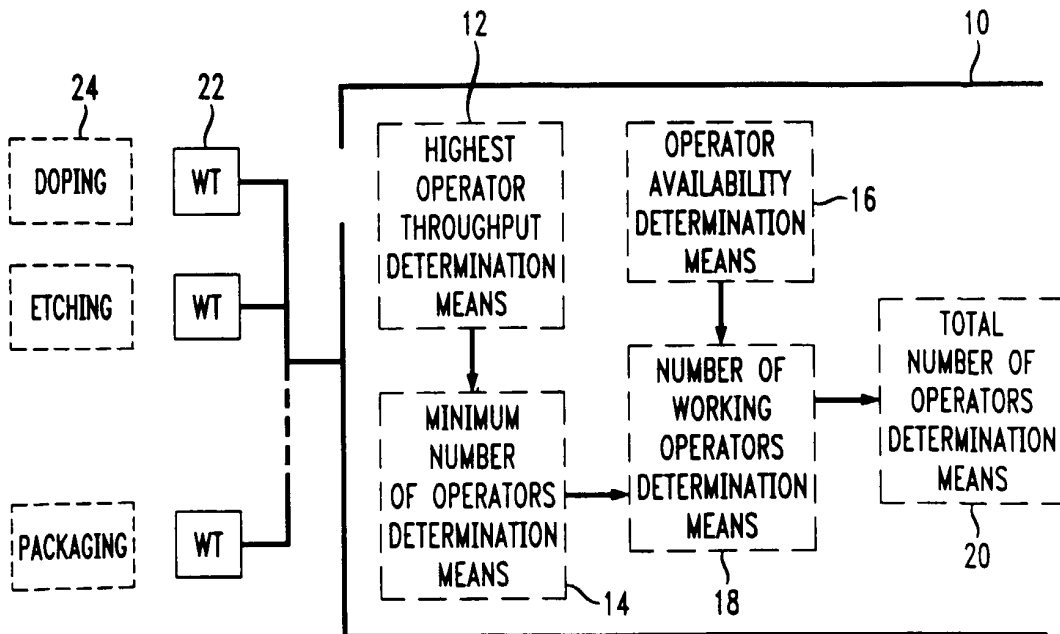 12
10
24
22
HIGHEST
OPERATOR
THROUGHPUT
DETERMINATION
MEANS
OPERATOR
AVAILABILITY
DETERMINATION
MEANS
16
DOPING
WT
ETCHING
WT
TOTAL
NUMBER OF
OPERATORS
DETERMINATION
MEANS
20
MINIMUM
NUMBER
OF OPERATORS
DETERMINATION
MEANS
14
NUMBER OF
WORKING
OPERATORS
DETERMINATION
MEANS
18
PACKAGING
WT